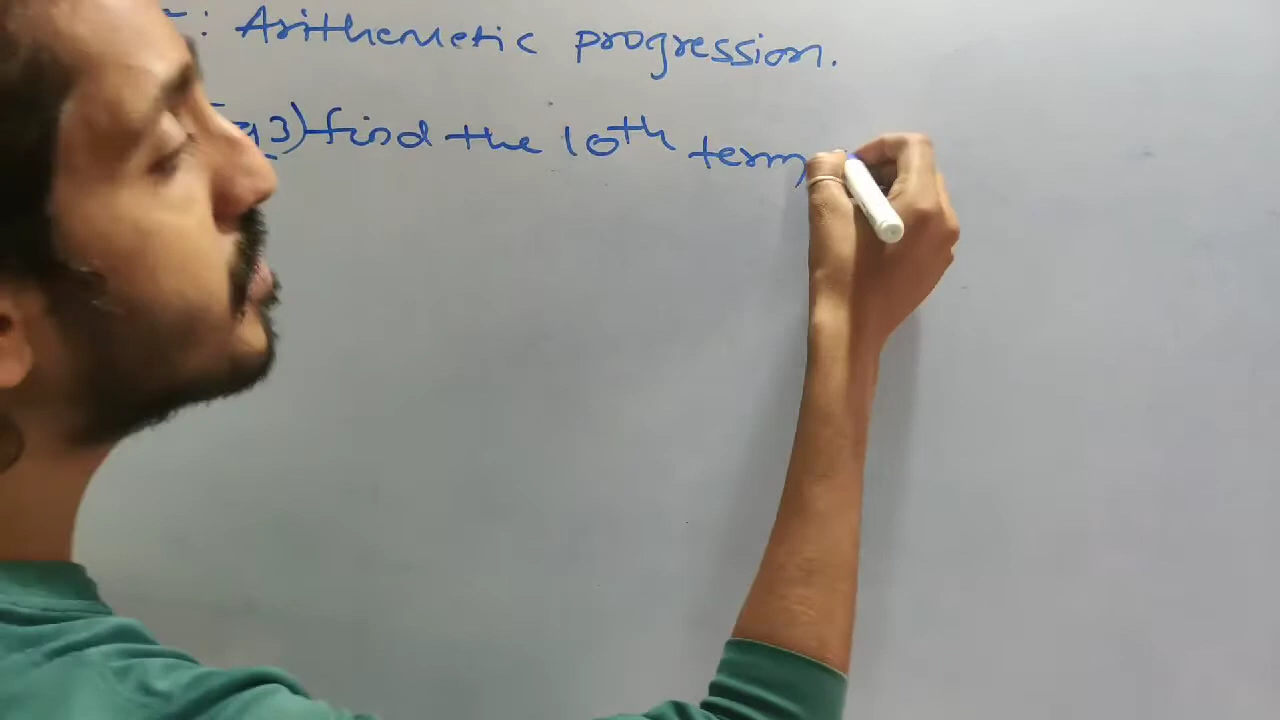 : Arithemetic progression.
3) find the 10th term